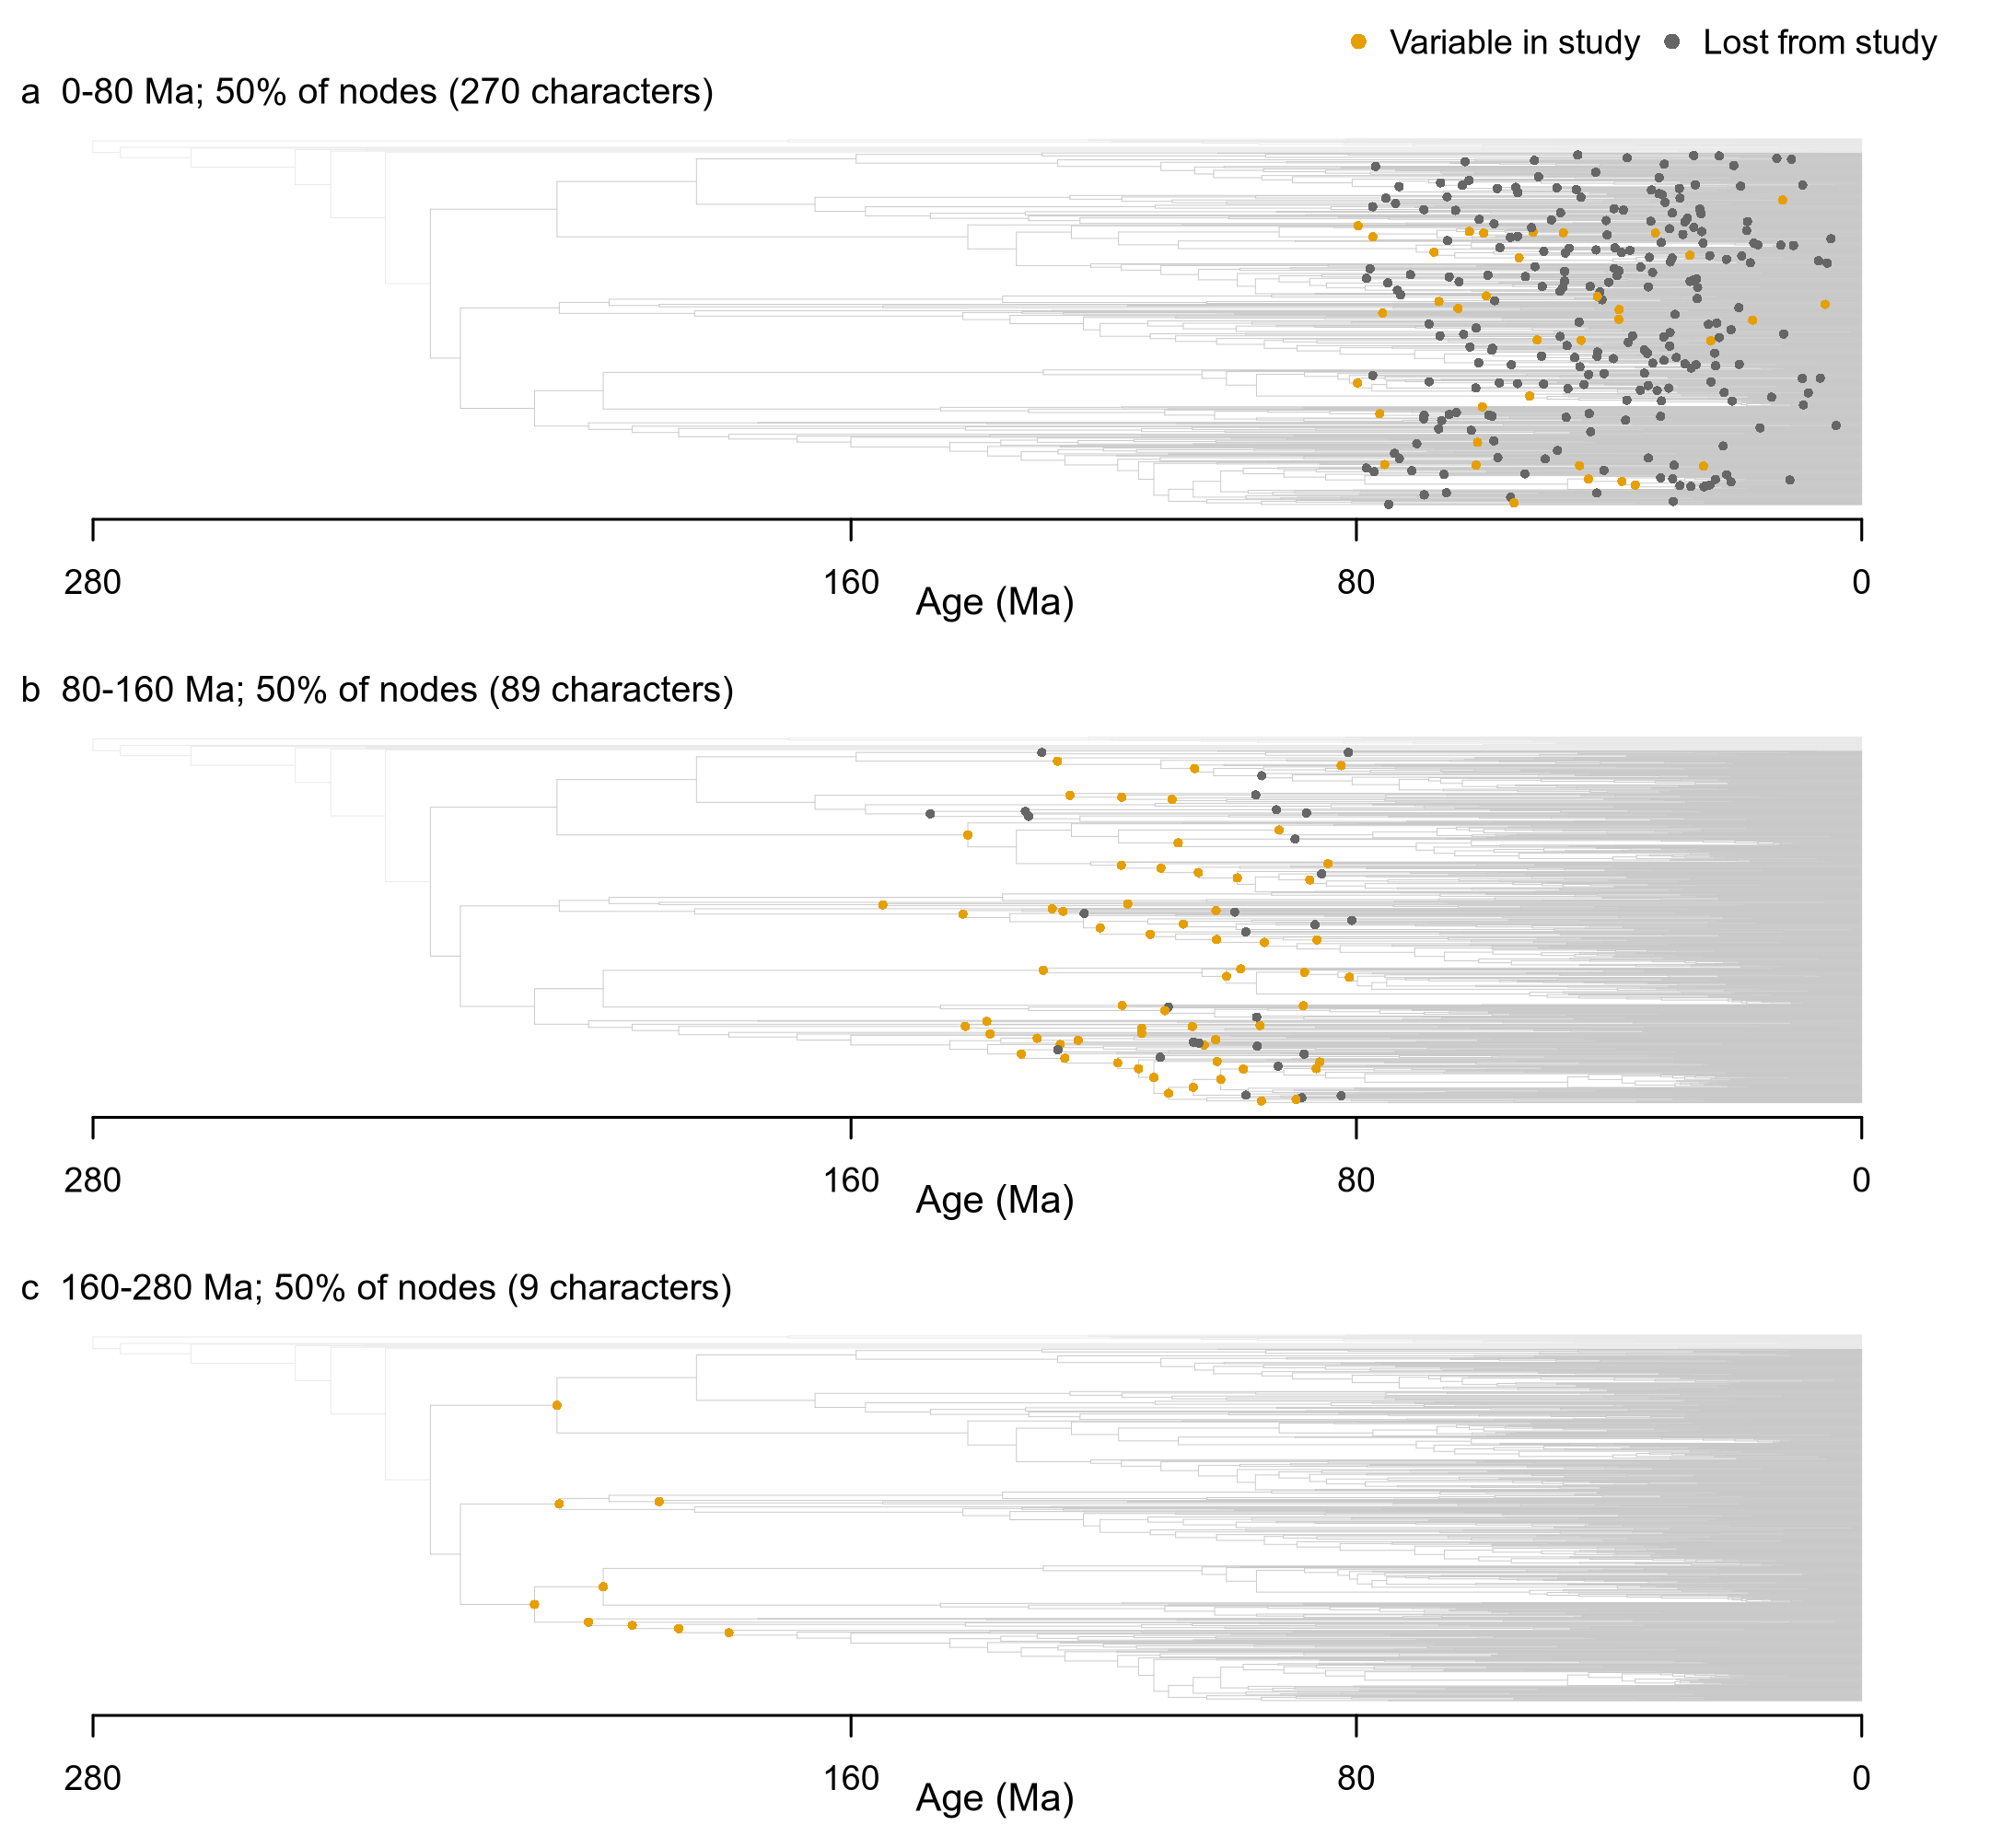 Variable in study Lost from study
a 0-80 Ma; 50% of nodes (270 characters)
280 160 80 0
Age (Ma)
b 80-160 Ma; 50% of nodes (89 characters)
280 160 80 0
Age (Ma)
c 160-280 Ma; 50% of nodes (9 characters)
280 160 80 0
Age (Ma)